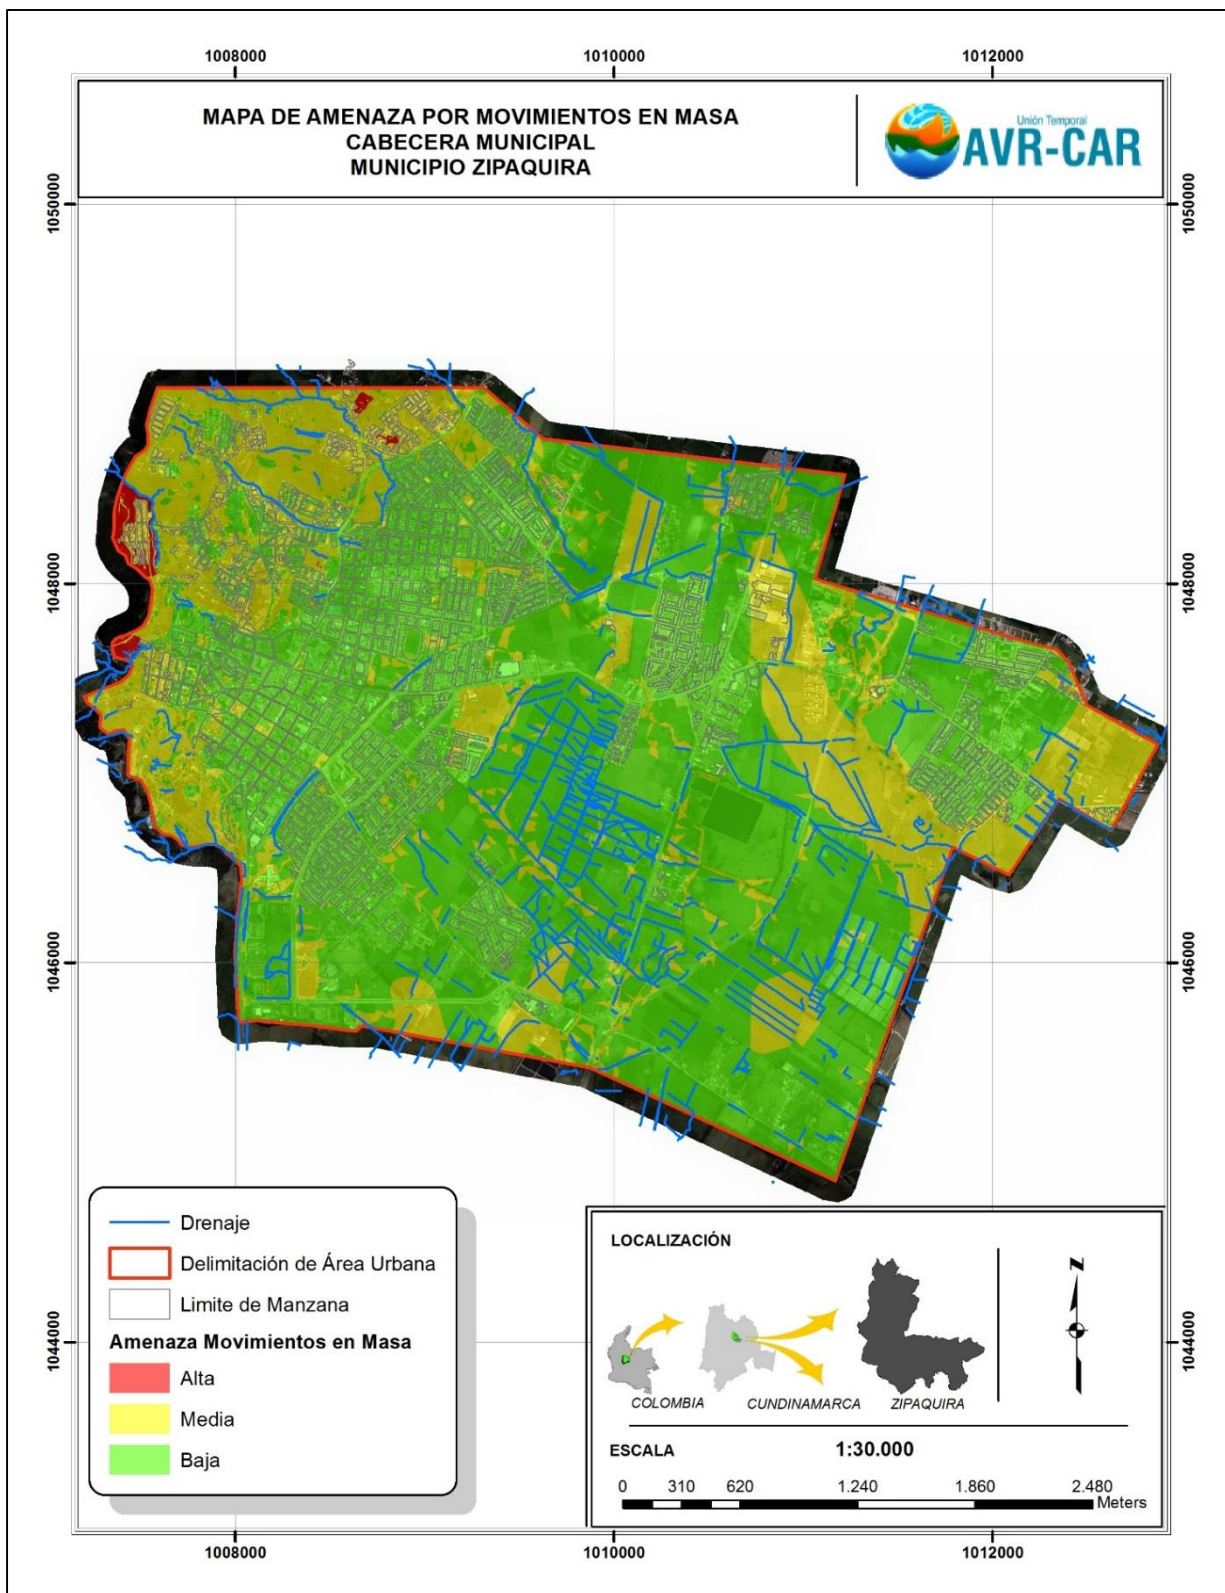 1008000
1010000
1012000
MAPA DE AMENAZA POR MOVIMIENTOS EN MASA
CABECERA MUNICIPAL
MUNICIPIO ZIPAQUIRA
Unión Temporal
AVR-CAR
1050000
1050000
1048000
1048000
1046000
1046000
1044000
1044000
Drenaje
Delimitación de Área Urbana
Limite de Manzana
Amenaza Movimientos en Masa
Alta
Media
Baja
LOCALIZACIÓN
N
COLOMBIA
CUNDINAMARCA
ZIPAQUIRA
ESCALA
1:30.000
0 310 620 1.240 1.860 2.480
Meters
1008000
1010000
1012000